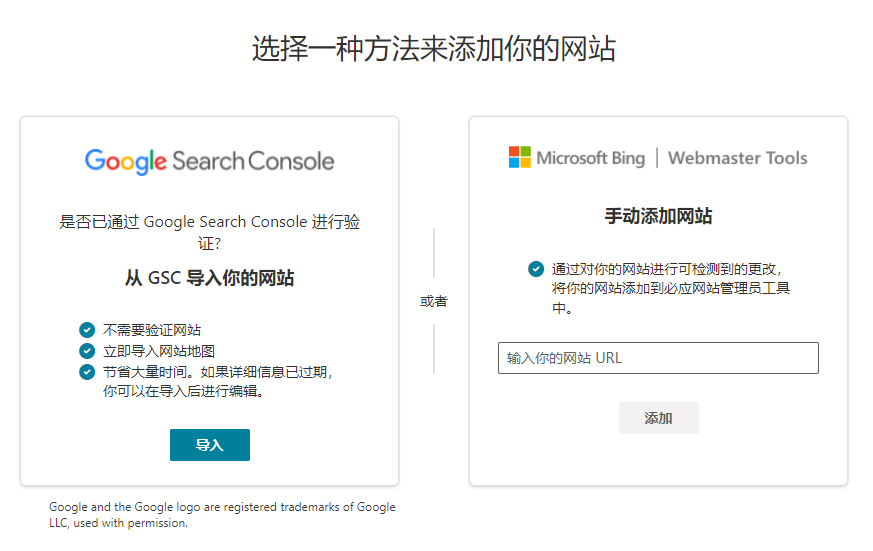 选择一种方法来添加你的网站
Google Search Console
是否已通过 Google Search Console 进行验
证?
从 GSC 导入你的网站
不需要验证网站
立即导入网站地图
节省大量时间。如果详细信息已过期，
你可以在导入后进行编辑。
导入
Google and the Google logo are registered trademarks of Google
LLC, used with permission.
或者
Microsoft Bing | Webmaster Tools
手动添加网站
通过对你的网站进行可检测到的更改，
将你的网站添加到必应网站管理员工具
中。
输入你的网站 URL
添加